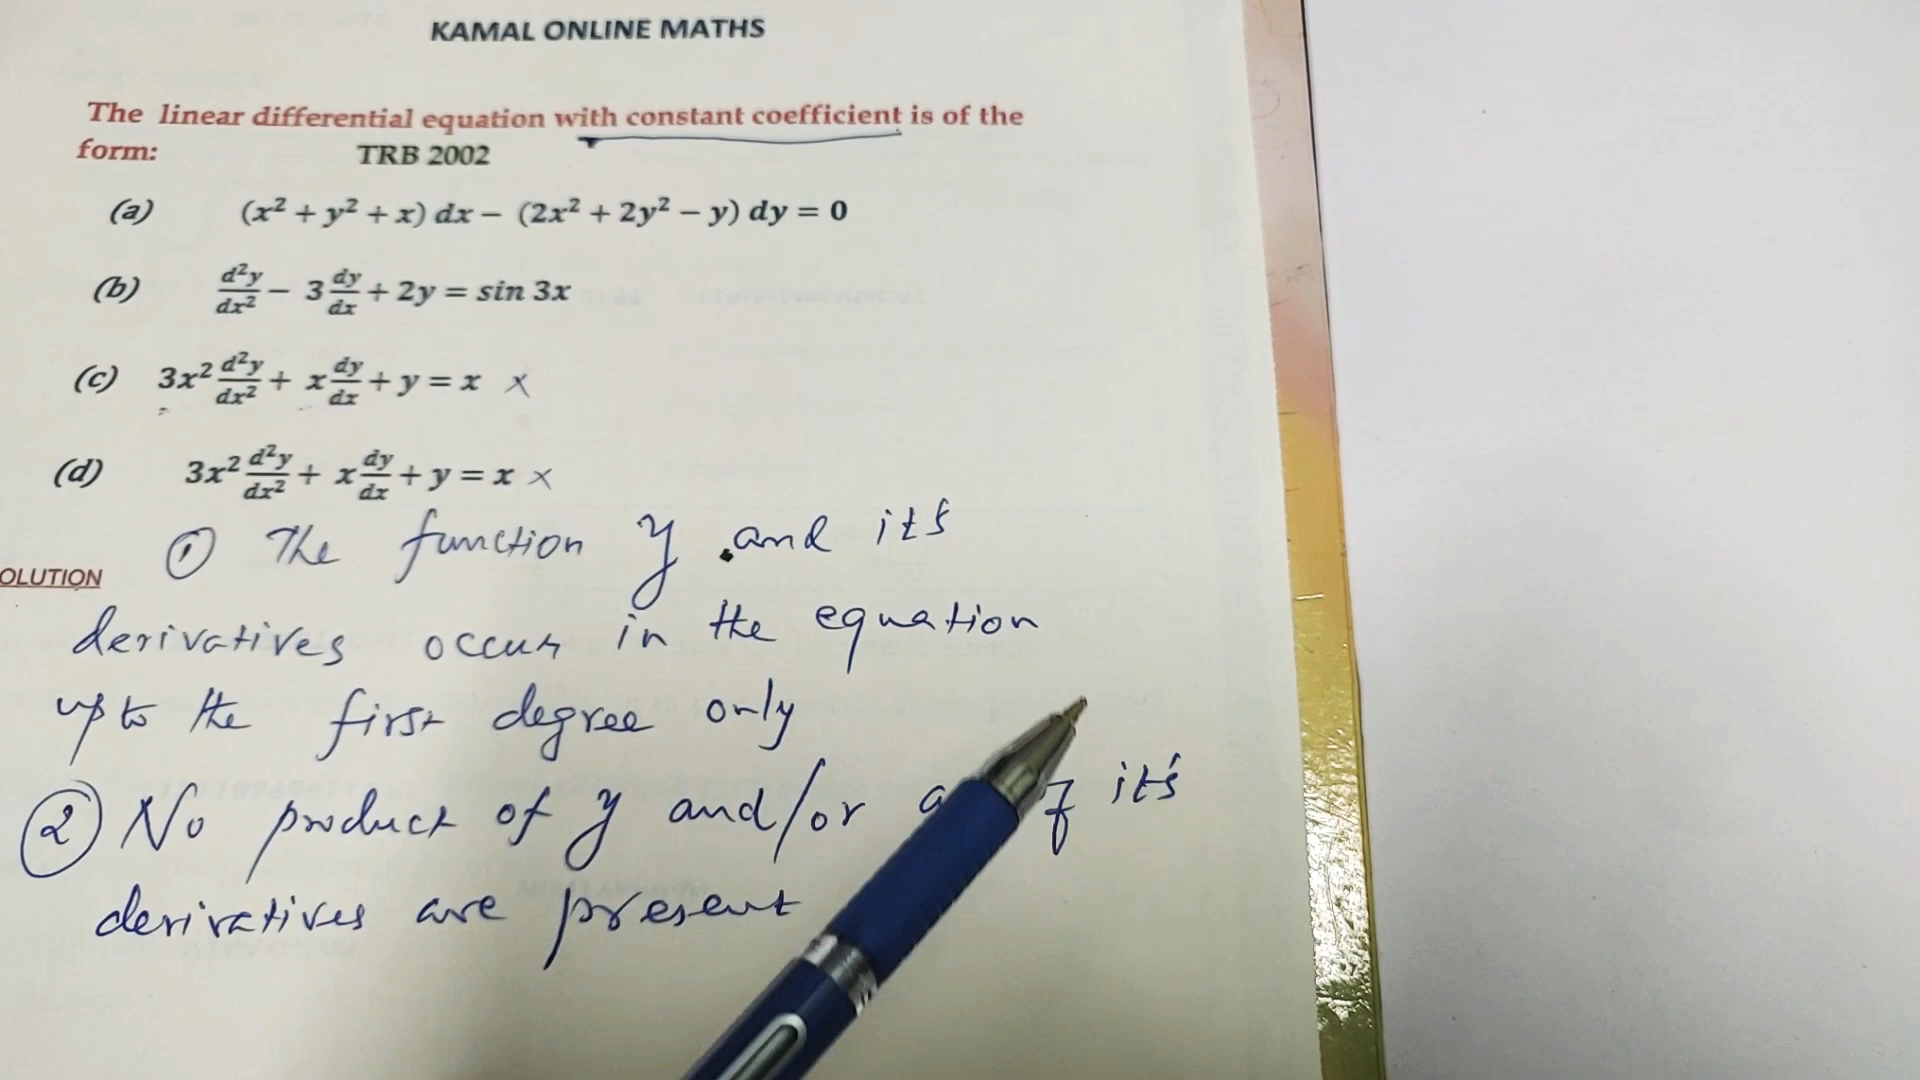 KAMAL ONLINE MATHS
The linear differential equation with constant coefficient is of the
form: TRB 2002
(a) (x² + y² + x) dx − (2x² + 2y² − y) dy = 0
(b) d²y/dx² − 3 dy/dx + 2y = sin 3x
(c) 3x² d²y/dx² + x dy/dx + y = x ×
(d) 3x² d²y/dx² + x dy/dx + y = x ×
① The function y and it's
OLUTION
derivatives occur in the equation
upto the first degree only
② No product of y and/or it's
derivatives are present